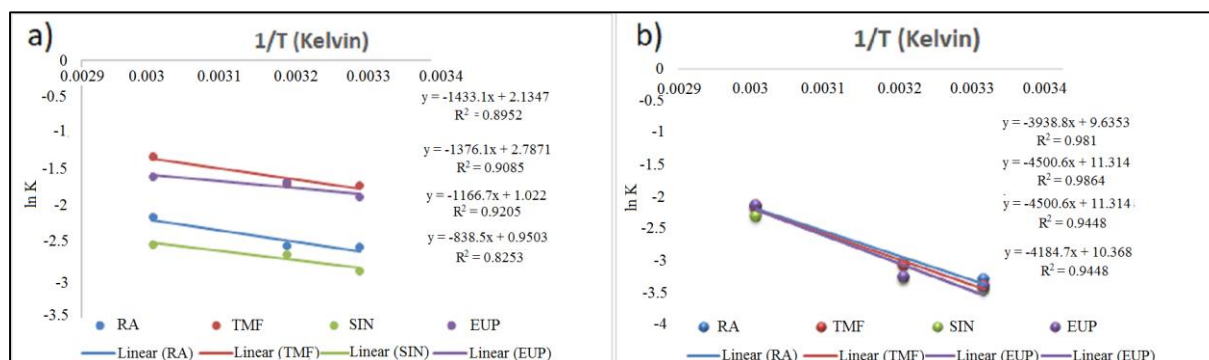 a)
1/T (Kelvin)
0
0.0029 0.003 0.0031 0.0032 0.0033 0.0034
-0.5
-1
-1.5
-2
-2.5
-3
-3.5
ln K
y = -1433.1x + 2.1347
R² = 0.8952
y = -1376.1x + 2.7871
R² = 0.9085
y = -1166.7x + 1.022
R² = 0.9205
y = -838.5x + 0.9503
R² = 0.8253
RA TMF SIN EUP
Linear (RA) Linear (TMF) Linear (SIN) Linear (EUP)
b)
1/T (Kelvin)
0
0.0029 0.003 0.0031 0.0032 0.0033 0.0034
-0.5
-1
-1.5
-2
-2.5
-3
-3.5
-4
ln K
y = -3938.8x + 9.6353
R² = 0.981
y = -4500.6x + 11.314
R² = 0.9864
y = -4500.6x + 11.314
R² = 0.9448
y = -4184.7x + 10.368
R² = 0.9448
RA TMF SIN EUP
Linear (RA) Linear (TMF) Linear (EUP) Linear (EUP)